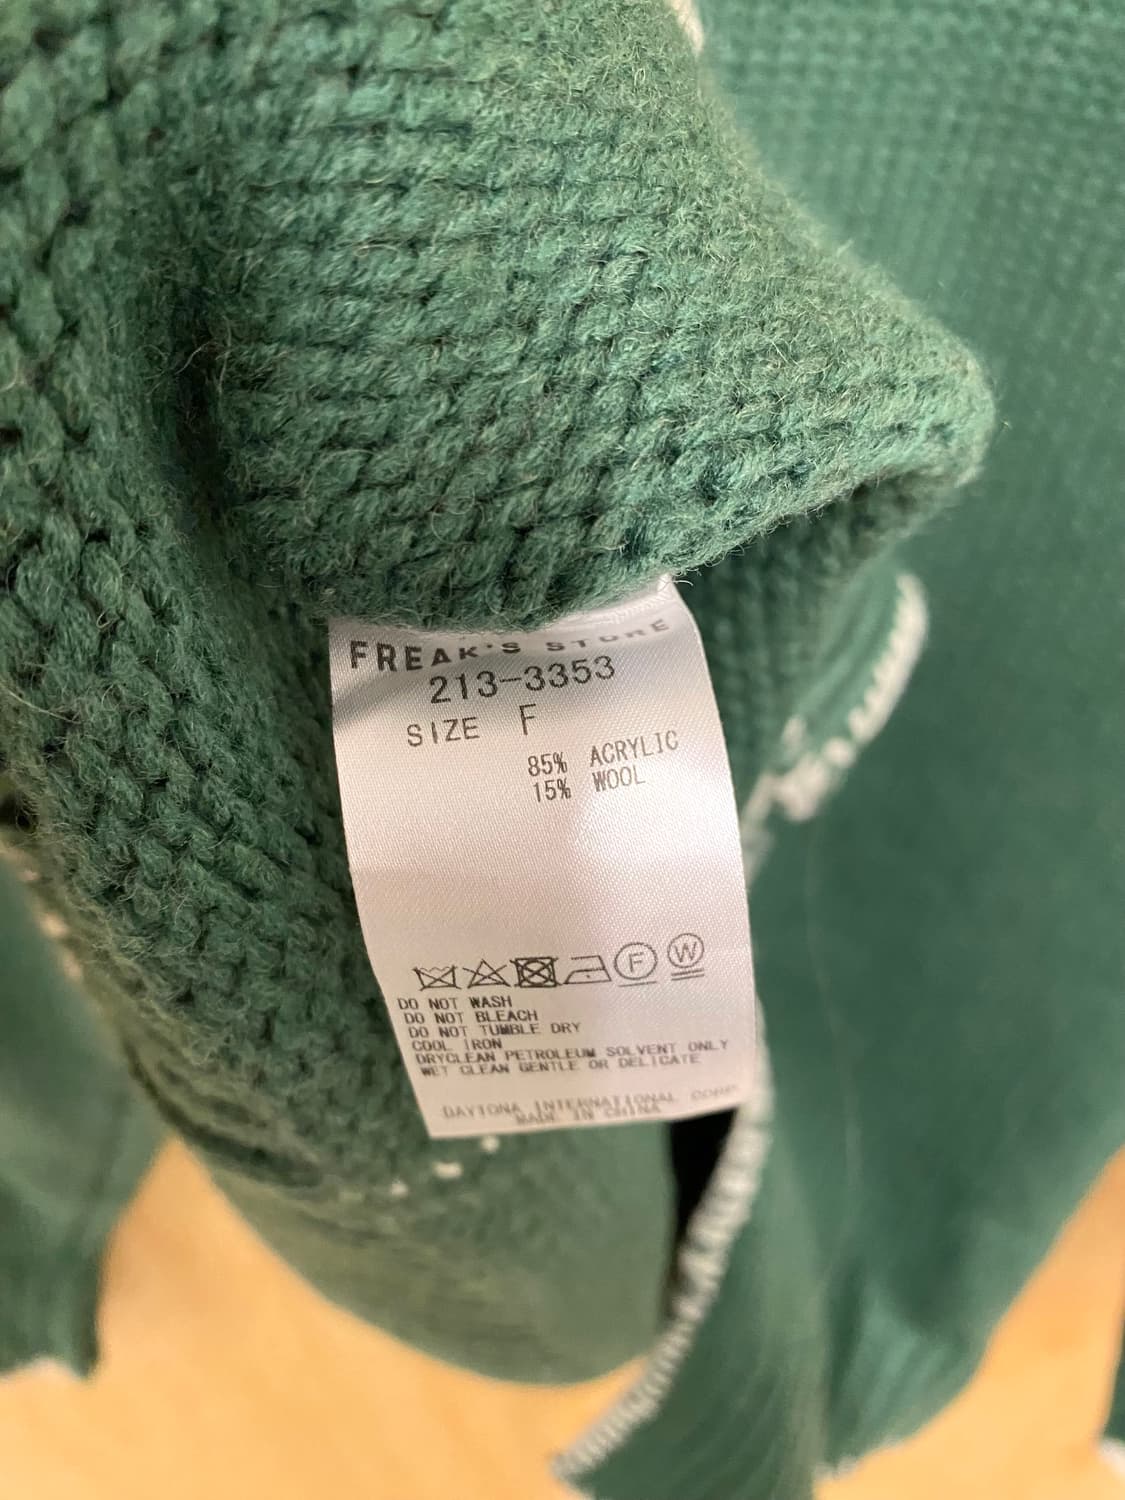 FREAK'S STORE
213-3353
SIZE F
85% ACRYLIC
15% WOOL
F W
DO NOT WASH
DO NOT BLEACH
DO NOT TUMBLE DRY
COOL IRON
DRYCLEAN PETROLEUM SOLVENT ONLY
WET CLEAN GENTLE OR DELICATE
DAYTONA INTERNATIONAL CORP
MADE IN CHINA